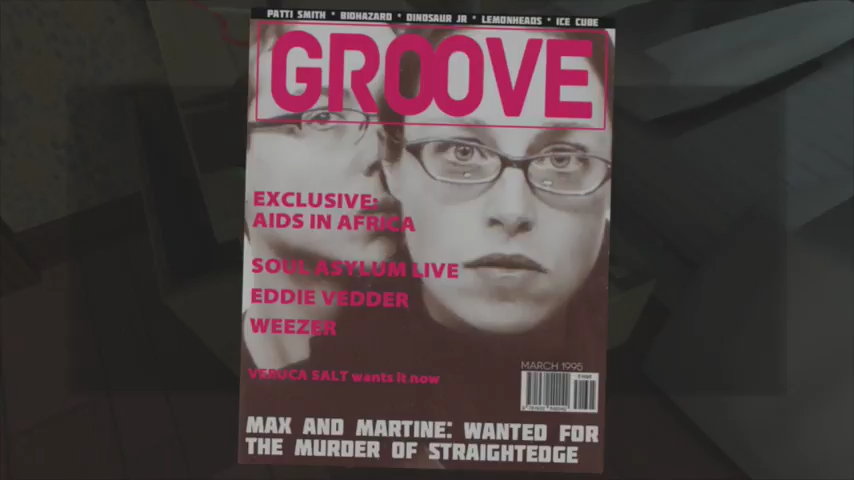 PATTI SMITH * BIOHAZARD * DINOSAUR JR * LEMONHEADS * ICE CUBE
GROOVE
EXCLUSIVE:
AIDS IN AFRICA
SOUL ASYLUM LIVE
EDDIE VEDDER
WEEZER
VERUCA SALT wants it now
MARCH 1995
MAX AND MARTINE: WANTED FOR
THE MURDER OF STRAIGHTEDGE